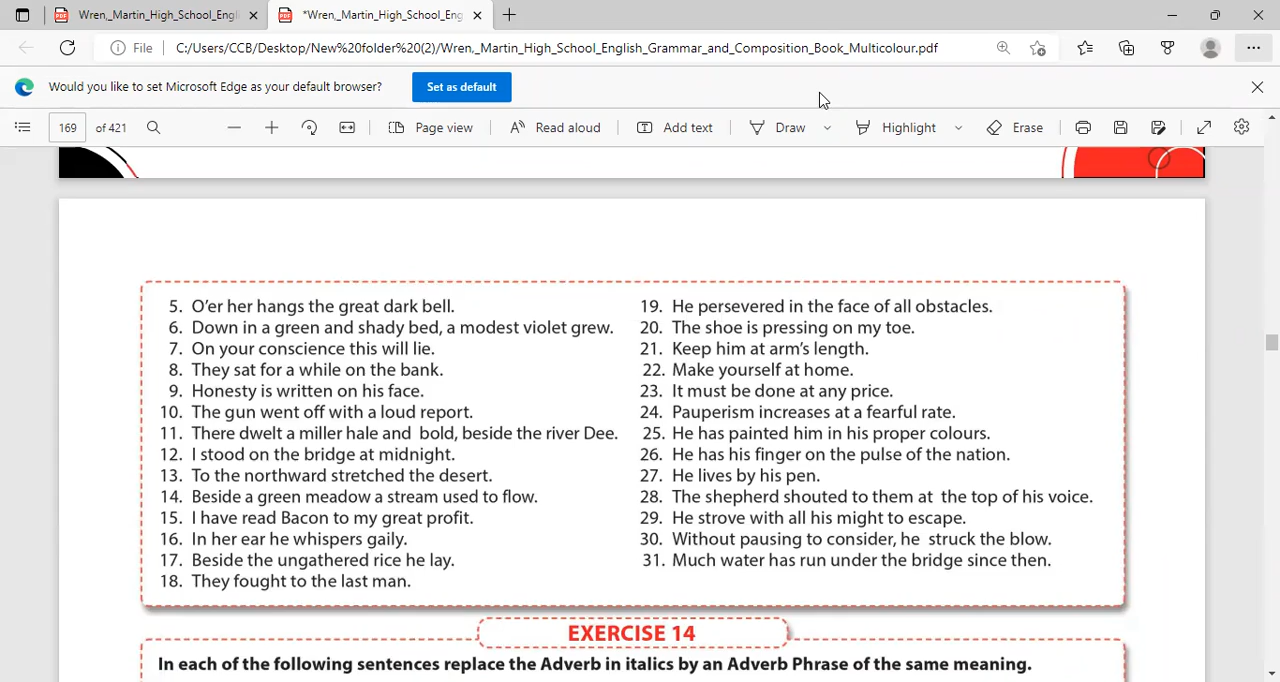 Wren,_Martin_High_School_Engl
*Wren,_Martin_High_School_Eng
File
C:/Users/CCB/Desktop/New%20folder%20(2)/Wren,_Martin_High_School_English_Grammar_and_Composition_Book_Multicolour.pdf
Would you like to set Microsoft Edge as your default browser?
Set as default
169 of 421
Page view
Read aloud
Add text
Draw
Highlight
Erase
5. O'er her hangs the great dark bell.
6. Down in a green and shady bed, a modest violet grew.
7. On your conscience this will lie.
8. They sat for a while on the bank.
9. Honesty is written on his face.
10. The gun went off with a loud report.
11. There dwelt a miller hale and bold, beside the river Dee.
12. I stood on the bridge at midnight.
13. To the northward stretched the desert.
14. Beside a green meadow a stream used to flow.
15. I have read Bacon to my great profit.
16. In her ear he whispers gaily.
17. Beside the ungathered rice he lay.
18. They fought to the last man.
19. He persevered in the face of all obstacles.
20. The shoe is pressing on my toe.
21. Keep him at arm's length.
22. Make yourself at home.
23. It must be done at any price.
24. Pauperism increases at a fearful rate.
25. He has painted him in his proper colours.
26. He has his finger on the pulse of the nation.
27. He lives by his pen.
28. The shepherd shouted to them at the top of his voice.
29. He strove with all his might to escape.
30. Without pausing to consider, he struck the blow.
31. Much water has run under the bridge since then.
EXERCISE 14
In each of the following sentences replace the Adverb in italics by an Adverb Phrase of the same meaning.